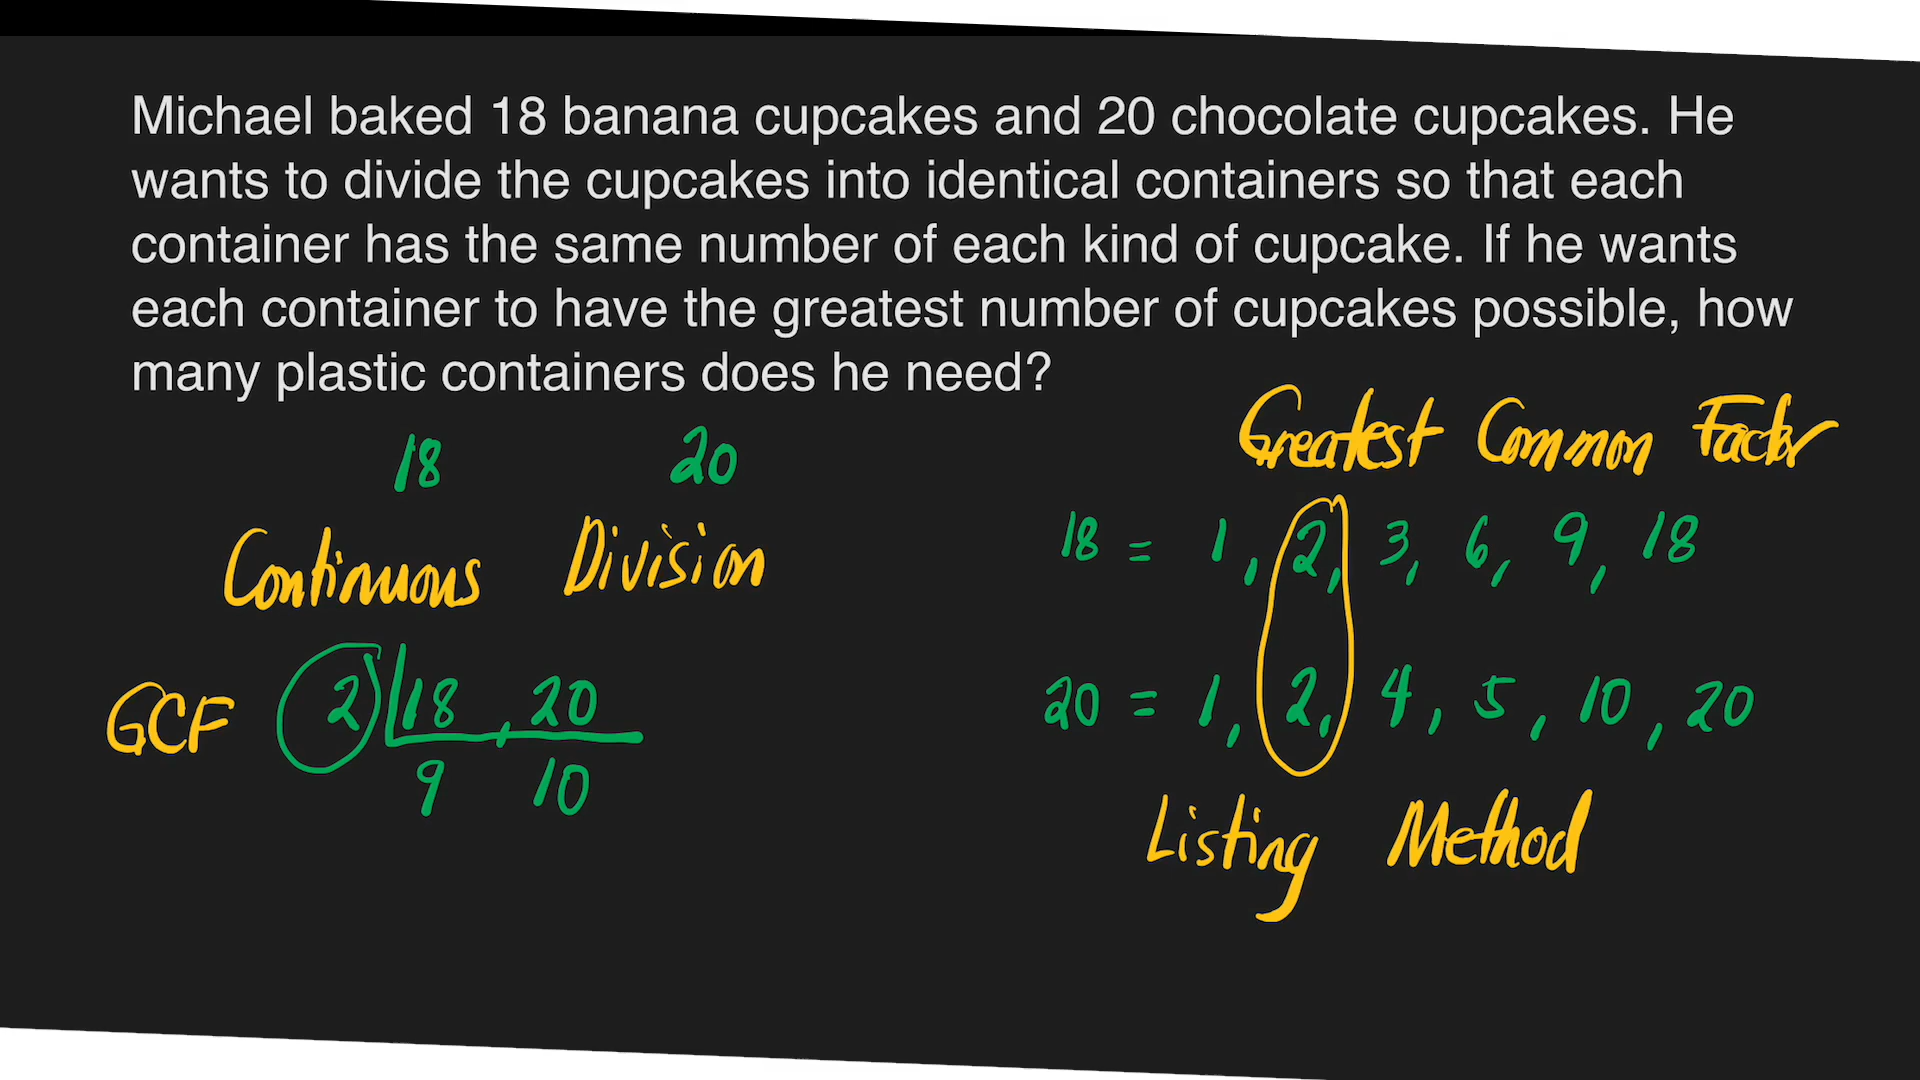 Michael baked 18 banana cupcakes and 20 chocolate cupcakes. He
wants to divide the cupcakes into identical containers so that each
container has the same number of each kind of cupcake. If he wants
each container to have the greatest number of cupcakes possible, how
many plastic containers does he need?
18 20
Continuous Division
GCF 2 18, 20
9 10
Greatest Common Factor
18 = 1, 2, 3, 6, 9, 18
20 = 1, 2, 4, 5, 10, 20
Listing Method